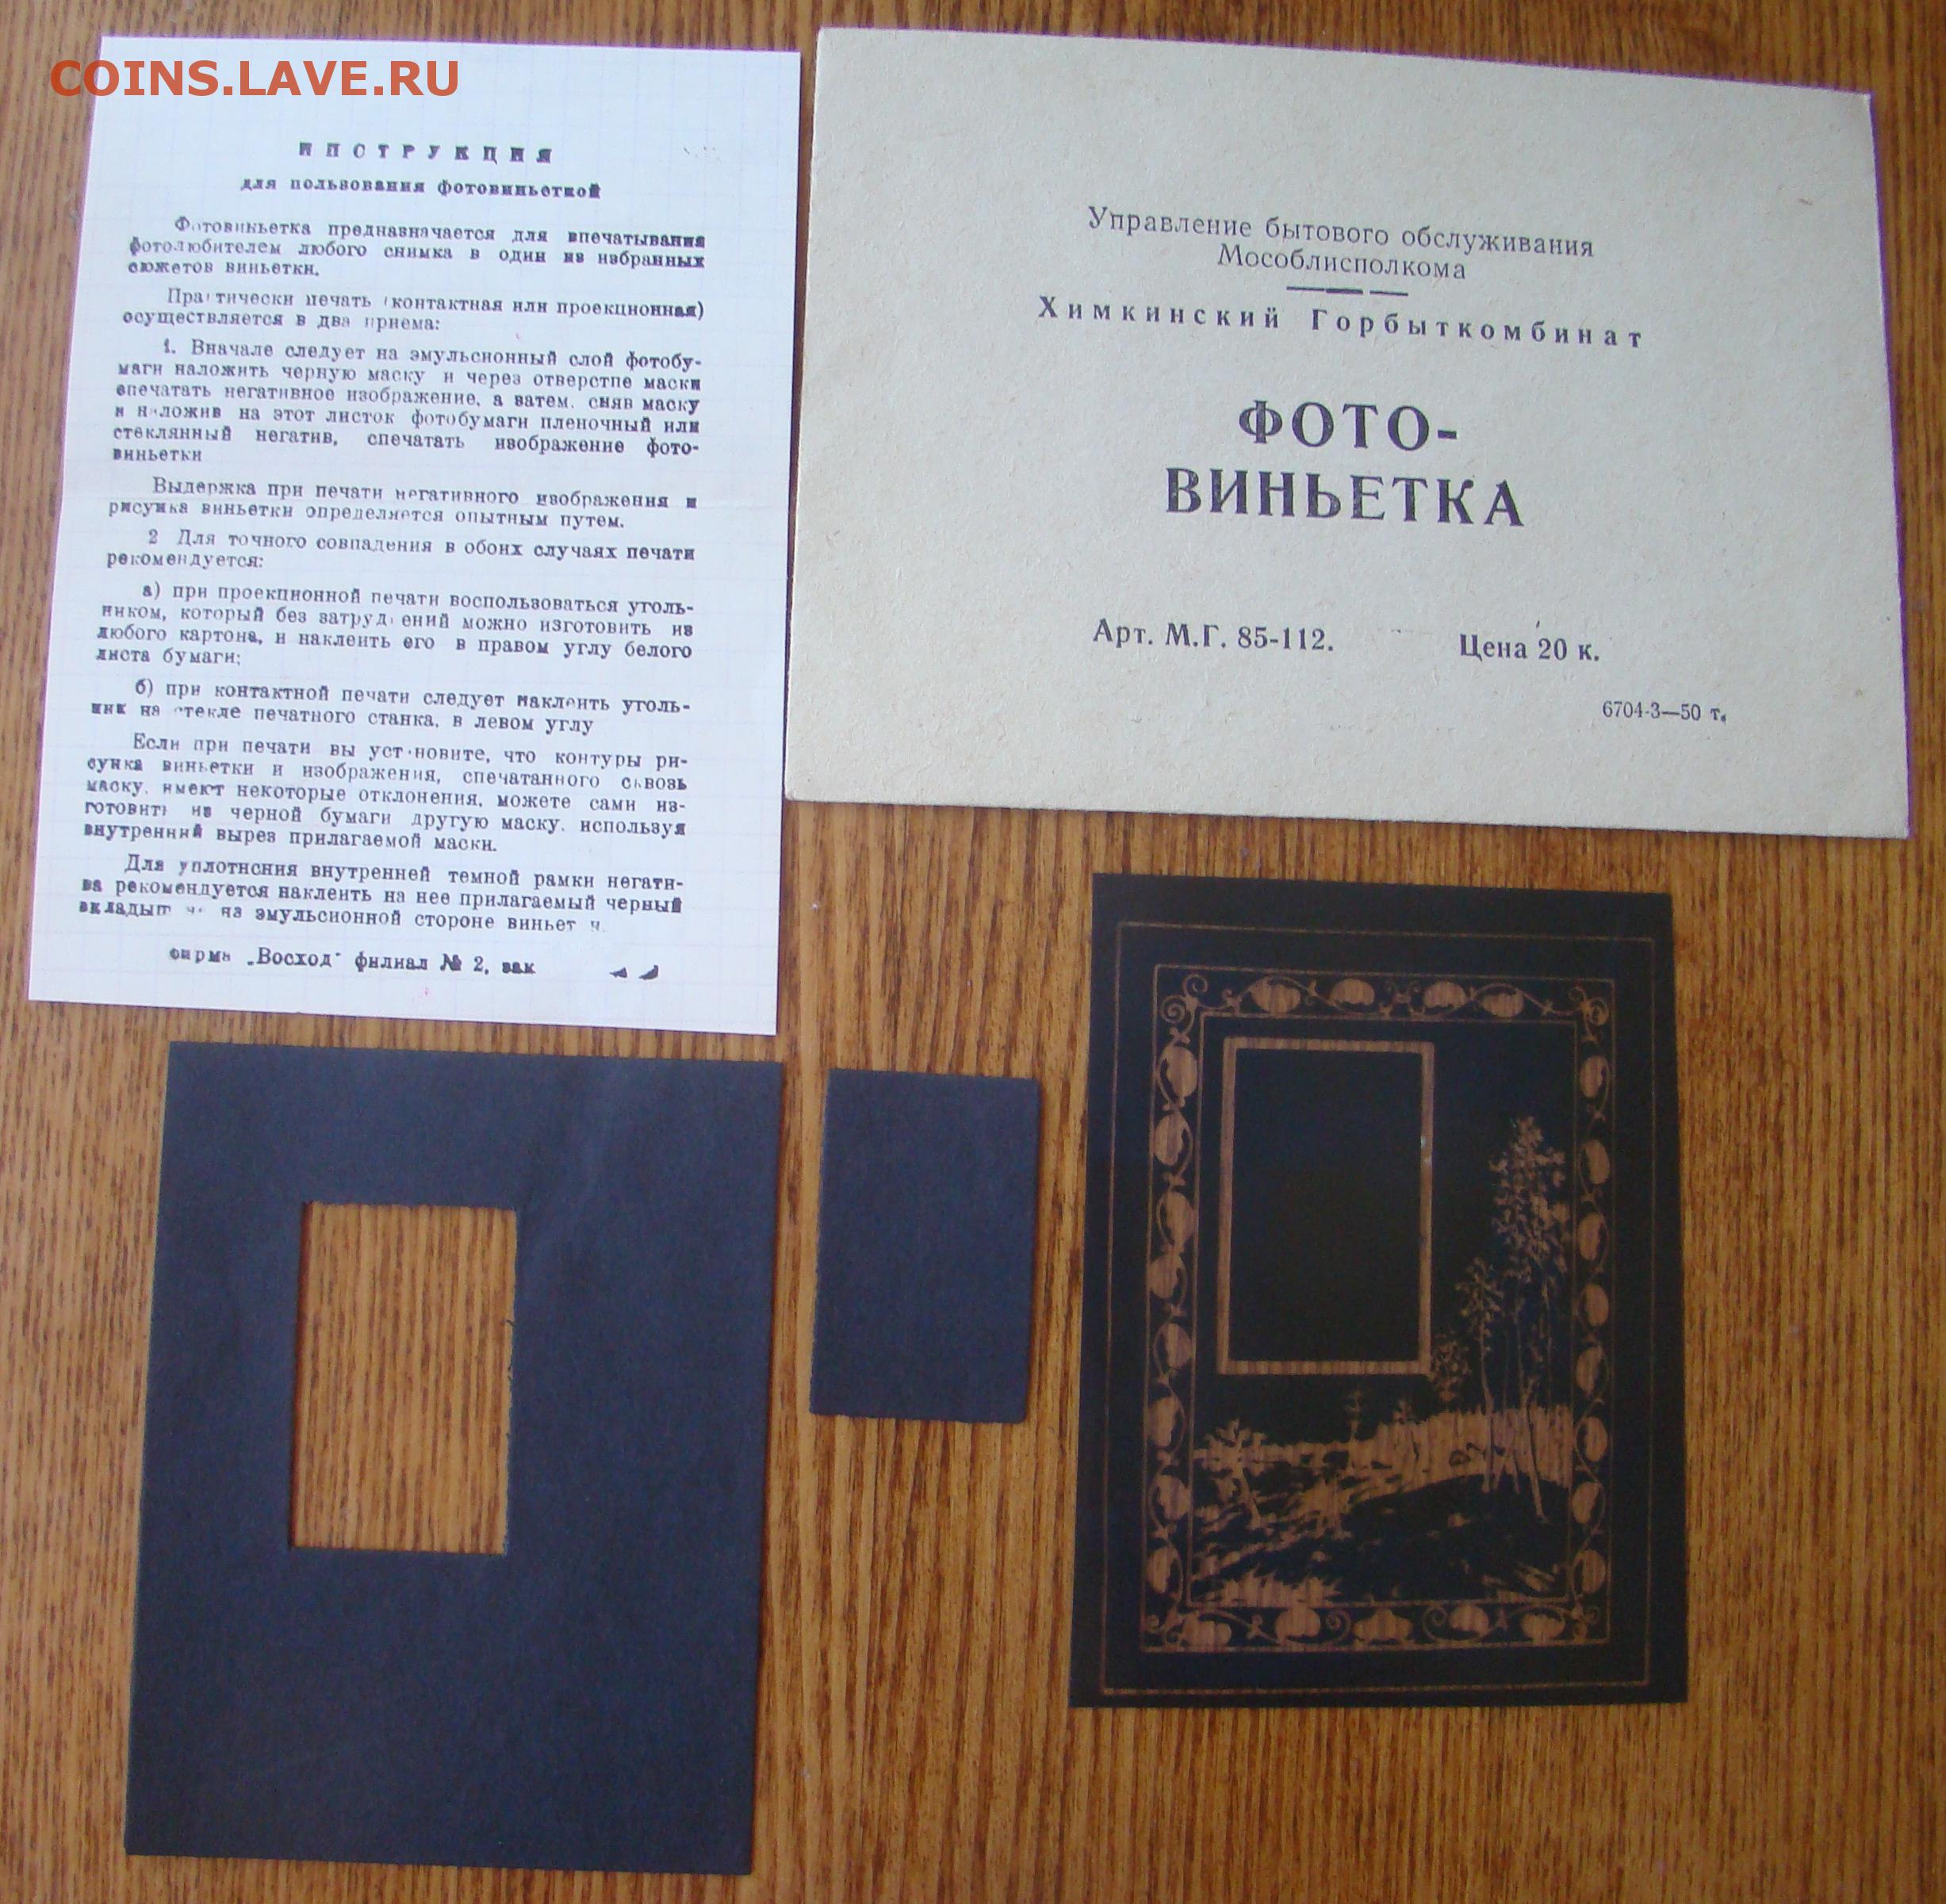 COINS.LAVE.RU
ИНСТРУКЦИЯ
для пользования фотовиньеткой
Фотовиньетка предназначается для впечатывания
фотолюбителем любого снимка в один из избранных
сюжетов виньетки.
Практически печать (контактная или проекционная)
осуществляется в два приема:
1. Вначале следует на эмульсионный слой фотобу-
маги наложить черную маску и через отверстие маски
впечатать негативное изображение, а затем, сняв маску
и наложив на этот листок фотобумаги пленочный или
стеклянный негатив, спечатать изображение фото-
виньетки
Выдержка при печати негативного изображения и
рисунка виньетки определяется опытным путем.
2 Для точного совпадения в обоих случаях печати
рекомендуется:
а) при проекционной печати воспользоваться уголь-
ником, который без затруднений можно изготовить из
любого картона, и наклеить его в правом углу белого
листа бумаги;
б) при контактной печати следует наклеить уголь-
ник на стекле печатного станка, в левом углу
Если при печати вы установите, что контуры ри-
сунка виньетки и изображения, спечатанного сквозь
маску, имеют некоторые отклонения, можете сами из-
готовить из черной бумаги другую маску, используя
внутренний вырез прилагаемой маски.
Для уплотнения внутренней темной рамки негати-
ва рекомендуется наклеить на нее прилагаемый черный
вкладыш на эмульсионной стороне
фирма „Восход" филиал № 2, зак
Управление бытового обслуживания
Мособлисполкома
Химкинский Горбыткомбинат
ФОТО-
ВИНЬЕТКА
Арт. М.Г. 85-112. Цена 20 к.
6704-3—50 т.